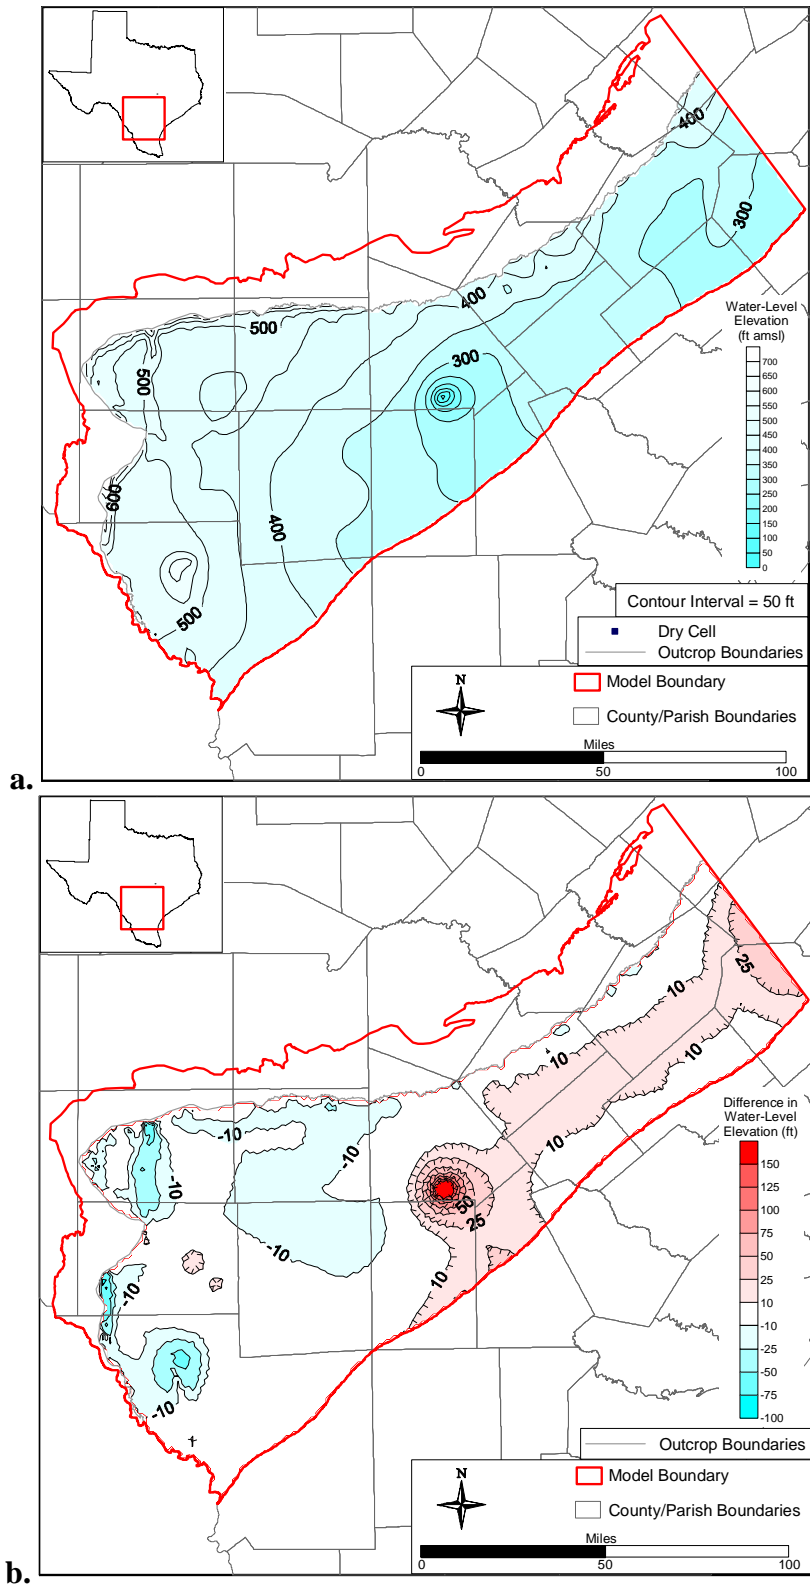 400
300
Water-Level
Elevation
(ft amsl)
700
650
600
550
500
450
400
350
300
250
200
150
100
50
0
400
500
300
500
600
400
500
Contour Interval = 50 ft
Dry Cell
Outcrop Boundaries
N
Model Boundary
County/Parish Boundaries
Miles
0 50 100
a.
25
10
10
10
10
Difference in
Water-Level
Elevation (ft)
150
125
100
75
50
25
10
-10
-25
-50
-75
-100
-10
-10
-10
50
25
-10
-10
10
-10
Outcrop Boundaries
N
Model Boundary
County/Parish Boundaries
Miles
0 50 100
b.